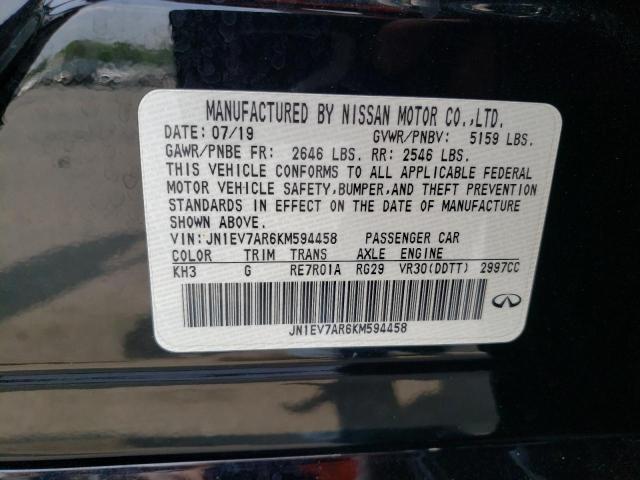 MANUFACTURED BY NISSAN MOTOR CO.,LTD.
DATE: 07/19 GVWR/PNBV: 5159 LBS.
GAWR/PNBE FR: 2646 LBS. RR: 2546 LBS.
THIS VEHICLE CONFORMS TO ALL APPLICABLE FEDERAL
MOTOR VEHICLE SAFETY,BUMPER,AND THEFT PREVENTION
STANDARDS IN EFFECT ON THE DATE OF MANUFACTURE
SHOWN ABOVE.
VIN:JN1EV7AR6KM594458 PASSENGER CAR
COLOR TRIM TRANS AXLE ENGINE
KH3 G RE7R01A RG29 VR30(DDTT) 2997CC
JN1EV7AR6KM594458